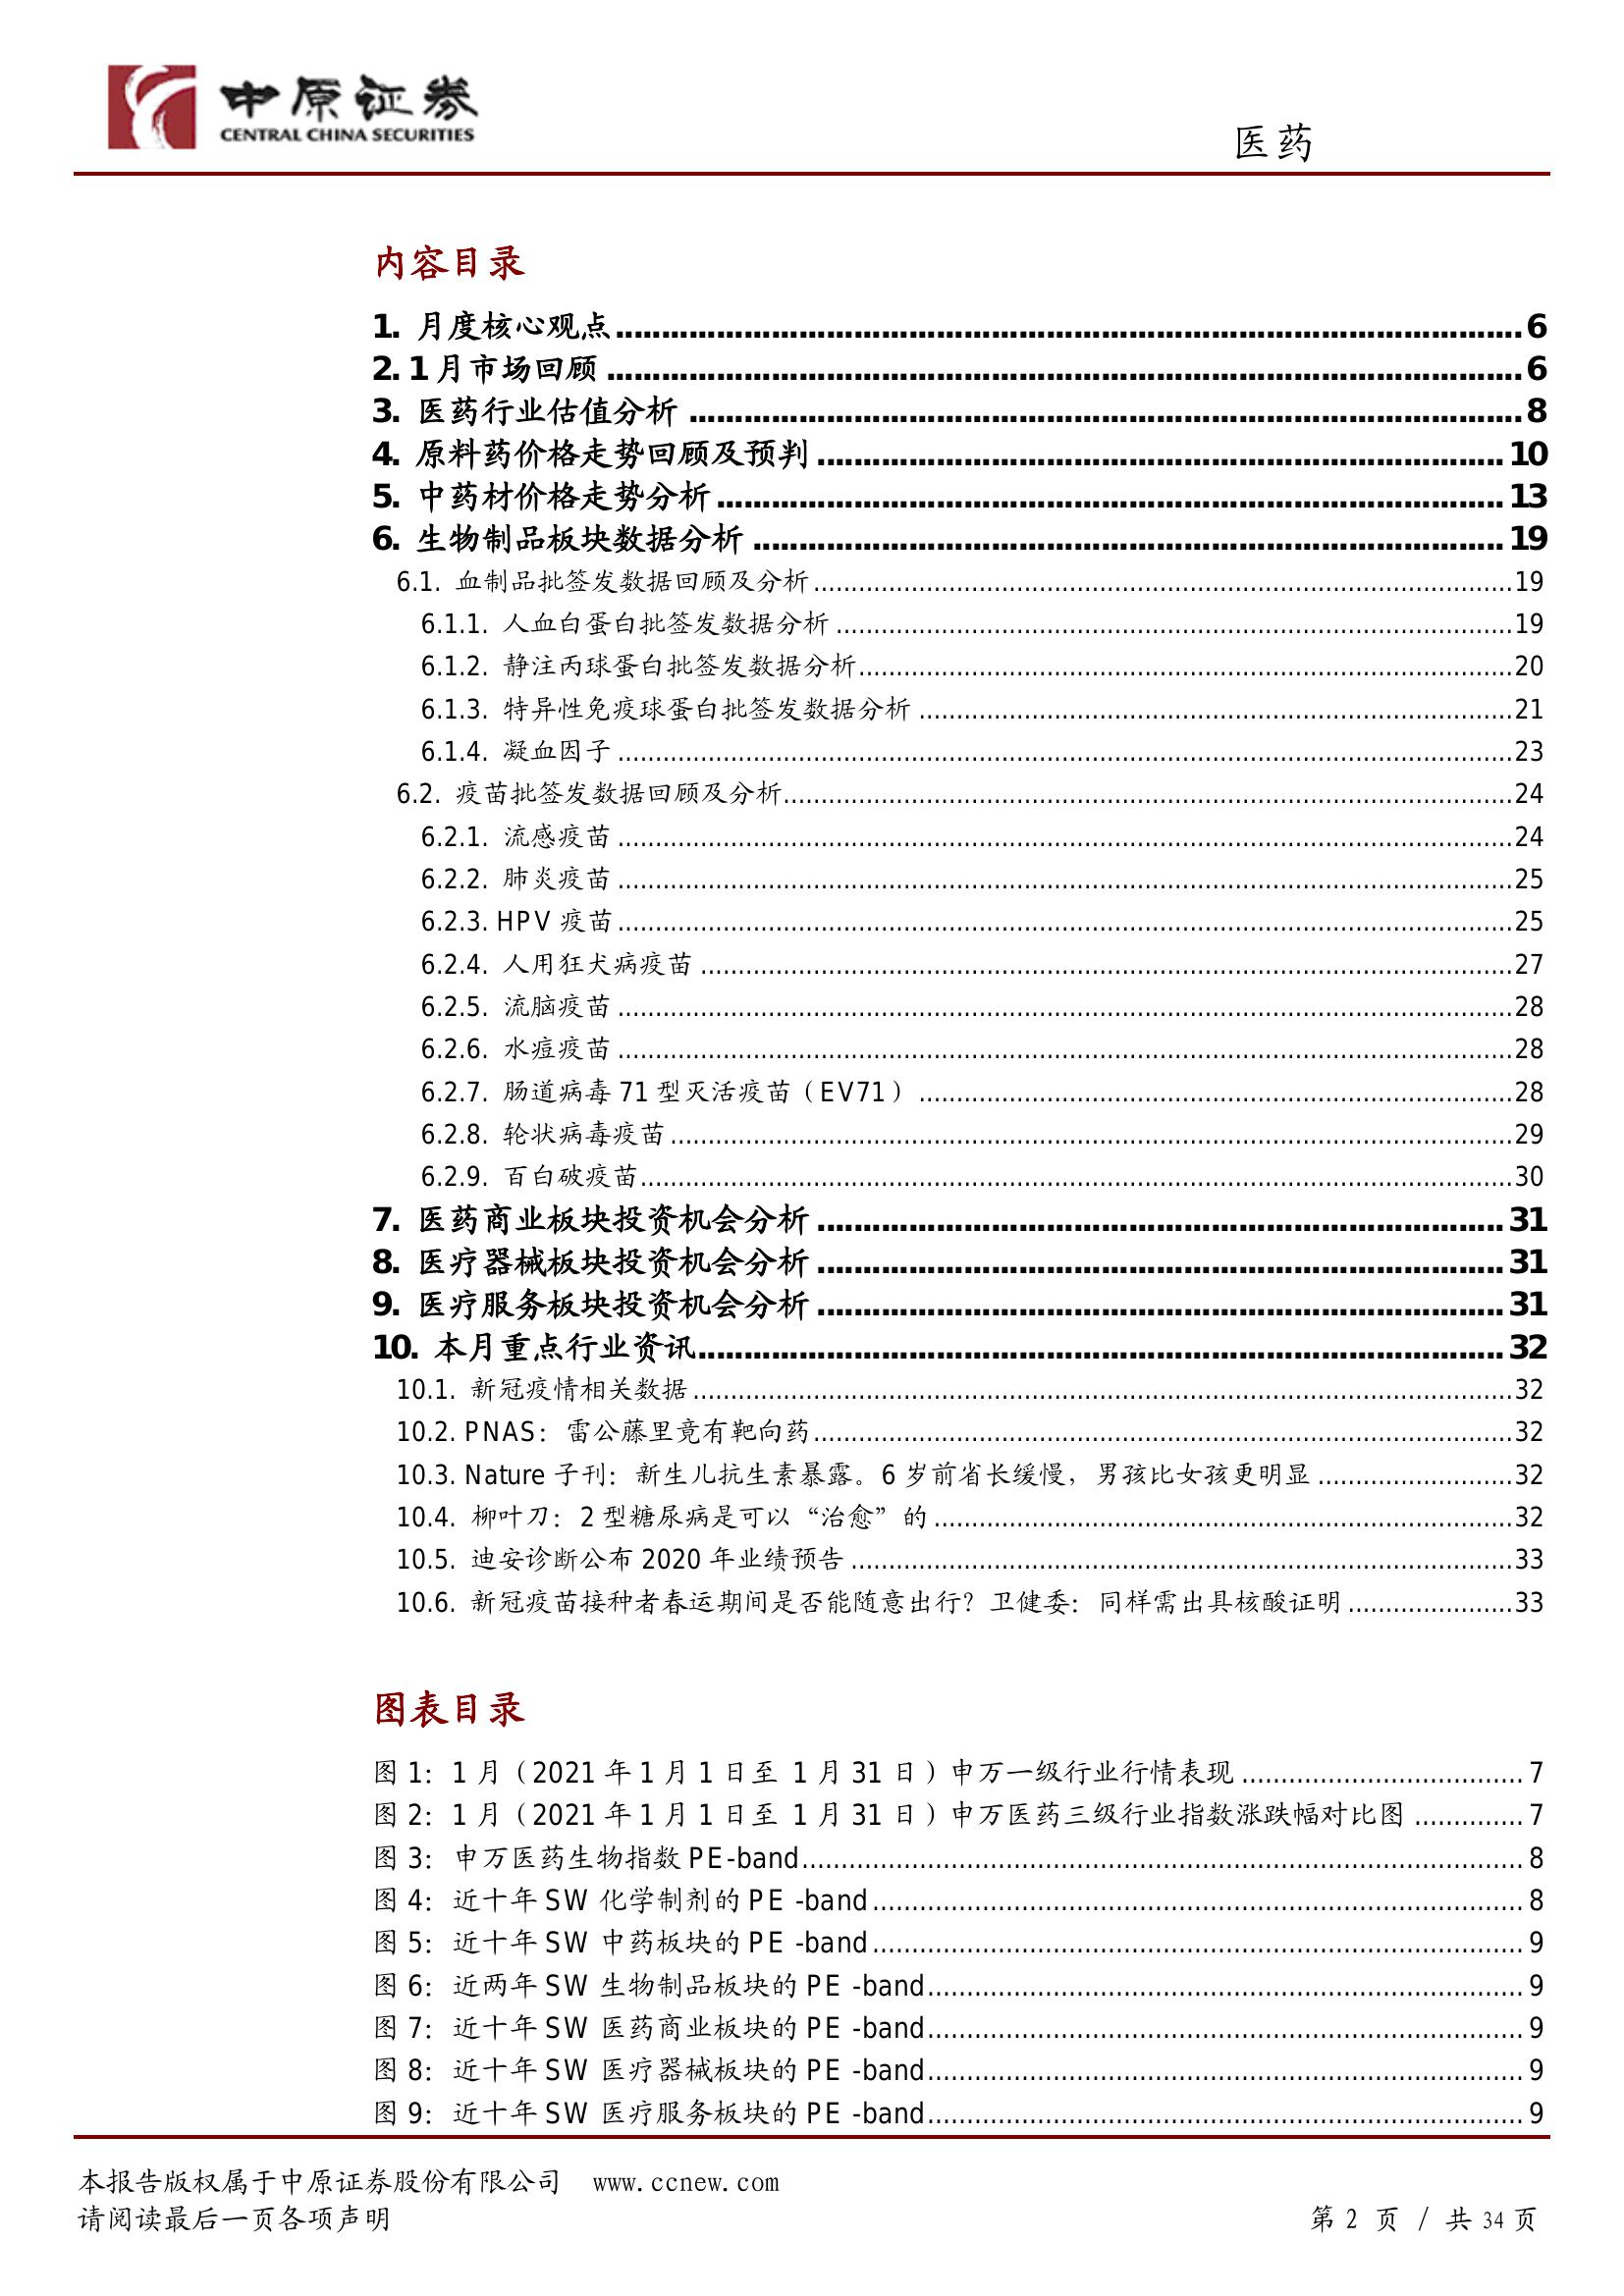 中原证券
CENTRAL CHINA SECURITIES
医药
内容目录
1. 月度核心观点........................................6
2. 1 月市场回顾........................................6
3. 医药行业估值分析........................................8
4. 原料药价格走势回顾及预判........................................10
5. 中药材价格走势分析........................................13
6. 生物制品板块数据分析........................................19
6.1. 血制品批签发数据回顾及分析........................................19
6.1.1. 人血白蛋白批签发数据分析........................................19
6.1.2. 静注丙球蛋白批签发数据分析........................................20
6.1.3. 特异性免疫球蛋白批签发数据分析........................................21
6.1.4. 凝血因子........................................23
6.2. 疫苗批签发数据回顾及分析........................................24
6.2.1. 流感疫苗........................................24
6.2.2. 肺炎疫苗........................................25
6.2.3. HPV 疫苗........................................25
6.2.4. 人用狂犬病疫苗........................................27
6.2.5. 流脑疫苗........................................28
6.2.6. 水痘疫苗........................................28
6.2.7. 肠道病毒 71 型灭活疫苗（EV71）........................................28
6.2.8. 轮状病毒疫苗........................................29
6.2.9. 百白破疫苗........................................30
7. 医药商业板块投资机会分析........................................31
8. 医疗器械板块投资机会分析........................................31
9. 医疗服务板块投资机会分析........................................31
10. 本月重点行业资讯........................................32
10.1. 新冠疫情相关数据........................................32
10.2. PNAS：雷公藤里竟有靶向药........................................32
10.3. Nature 子刊：新生儿抗生素暴露。6 岁前省长缓慢，男孩比女孩更明显....................32
10.4. 柳叶刀：2 型糖尿病是可以“治愈”的........................................32
10.5. 迪安诊断公布 2020 年业绩预告........................................33
10.6. 新冠疫苗接种者春运期间是否能随意出行？卫健委：同样需出具核酸证明....................33
图表目录
图 1：1 月（2021 年 1 月 1 日至 1 月 31 日）申万一级行业行情表现....................7
图 2：1 月（2021 年 1 月 1 日至 1 月 31 日）申万医药三级行业指数涨跌幅对比图..............7
图 3：申万医药生物指数 PE-band........................................8
图 4：近十年 SW 化学制剂的 PE -band........................................8
图 5：近十年 SW 中药板块的 PE -band........................................9
图 6：近两年 SW 生物制品板块的 PE -band........................................9
图 7：近十年 SW 医药商业板块的 PE -band........................................9
图 8：近十年 SW 医疗器械板块的 PE -band........................................9
图 9：近十年 SW 医疗服务板块的 PE -band........................................9
本报告版权属于中原证券股份有限公司 www.ccnew.com
请阅读最后一页各项声明
第 2 页 / 共 34 页